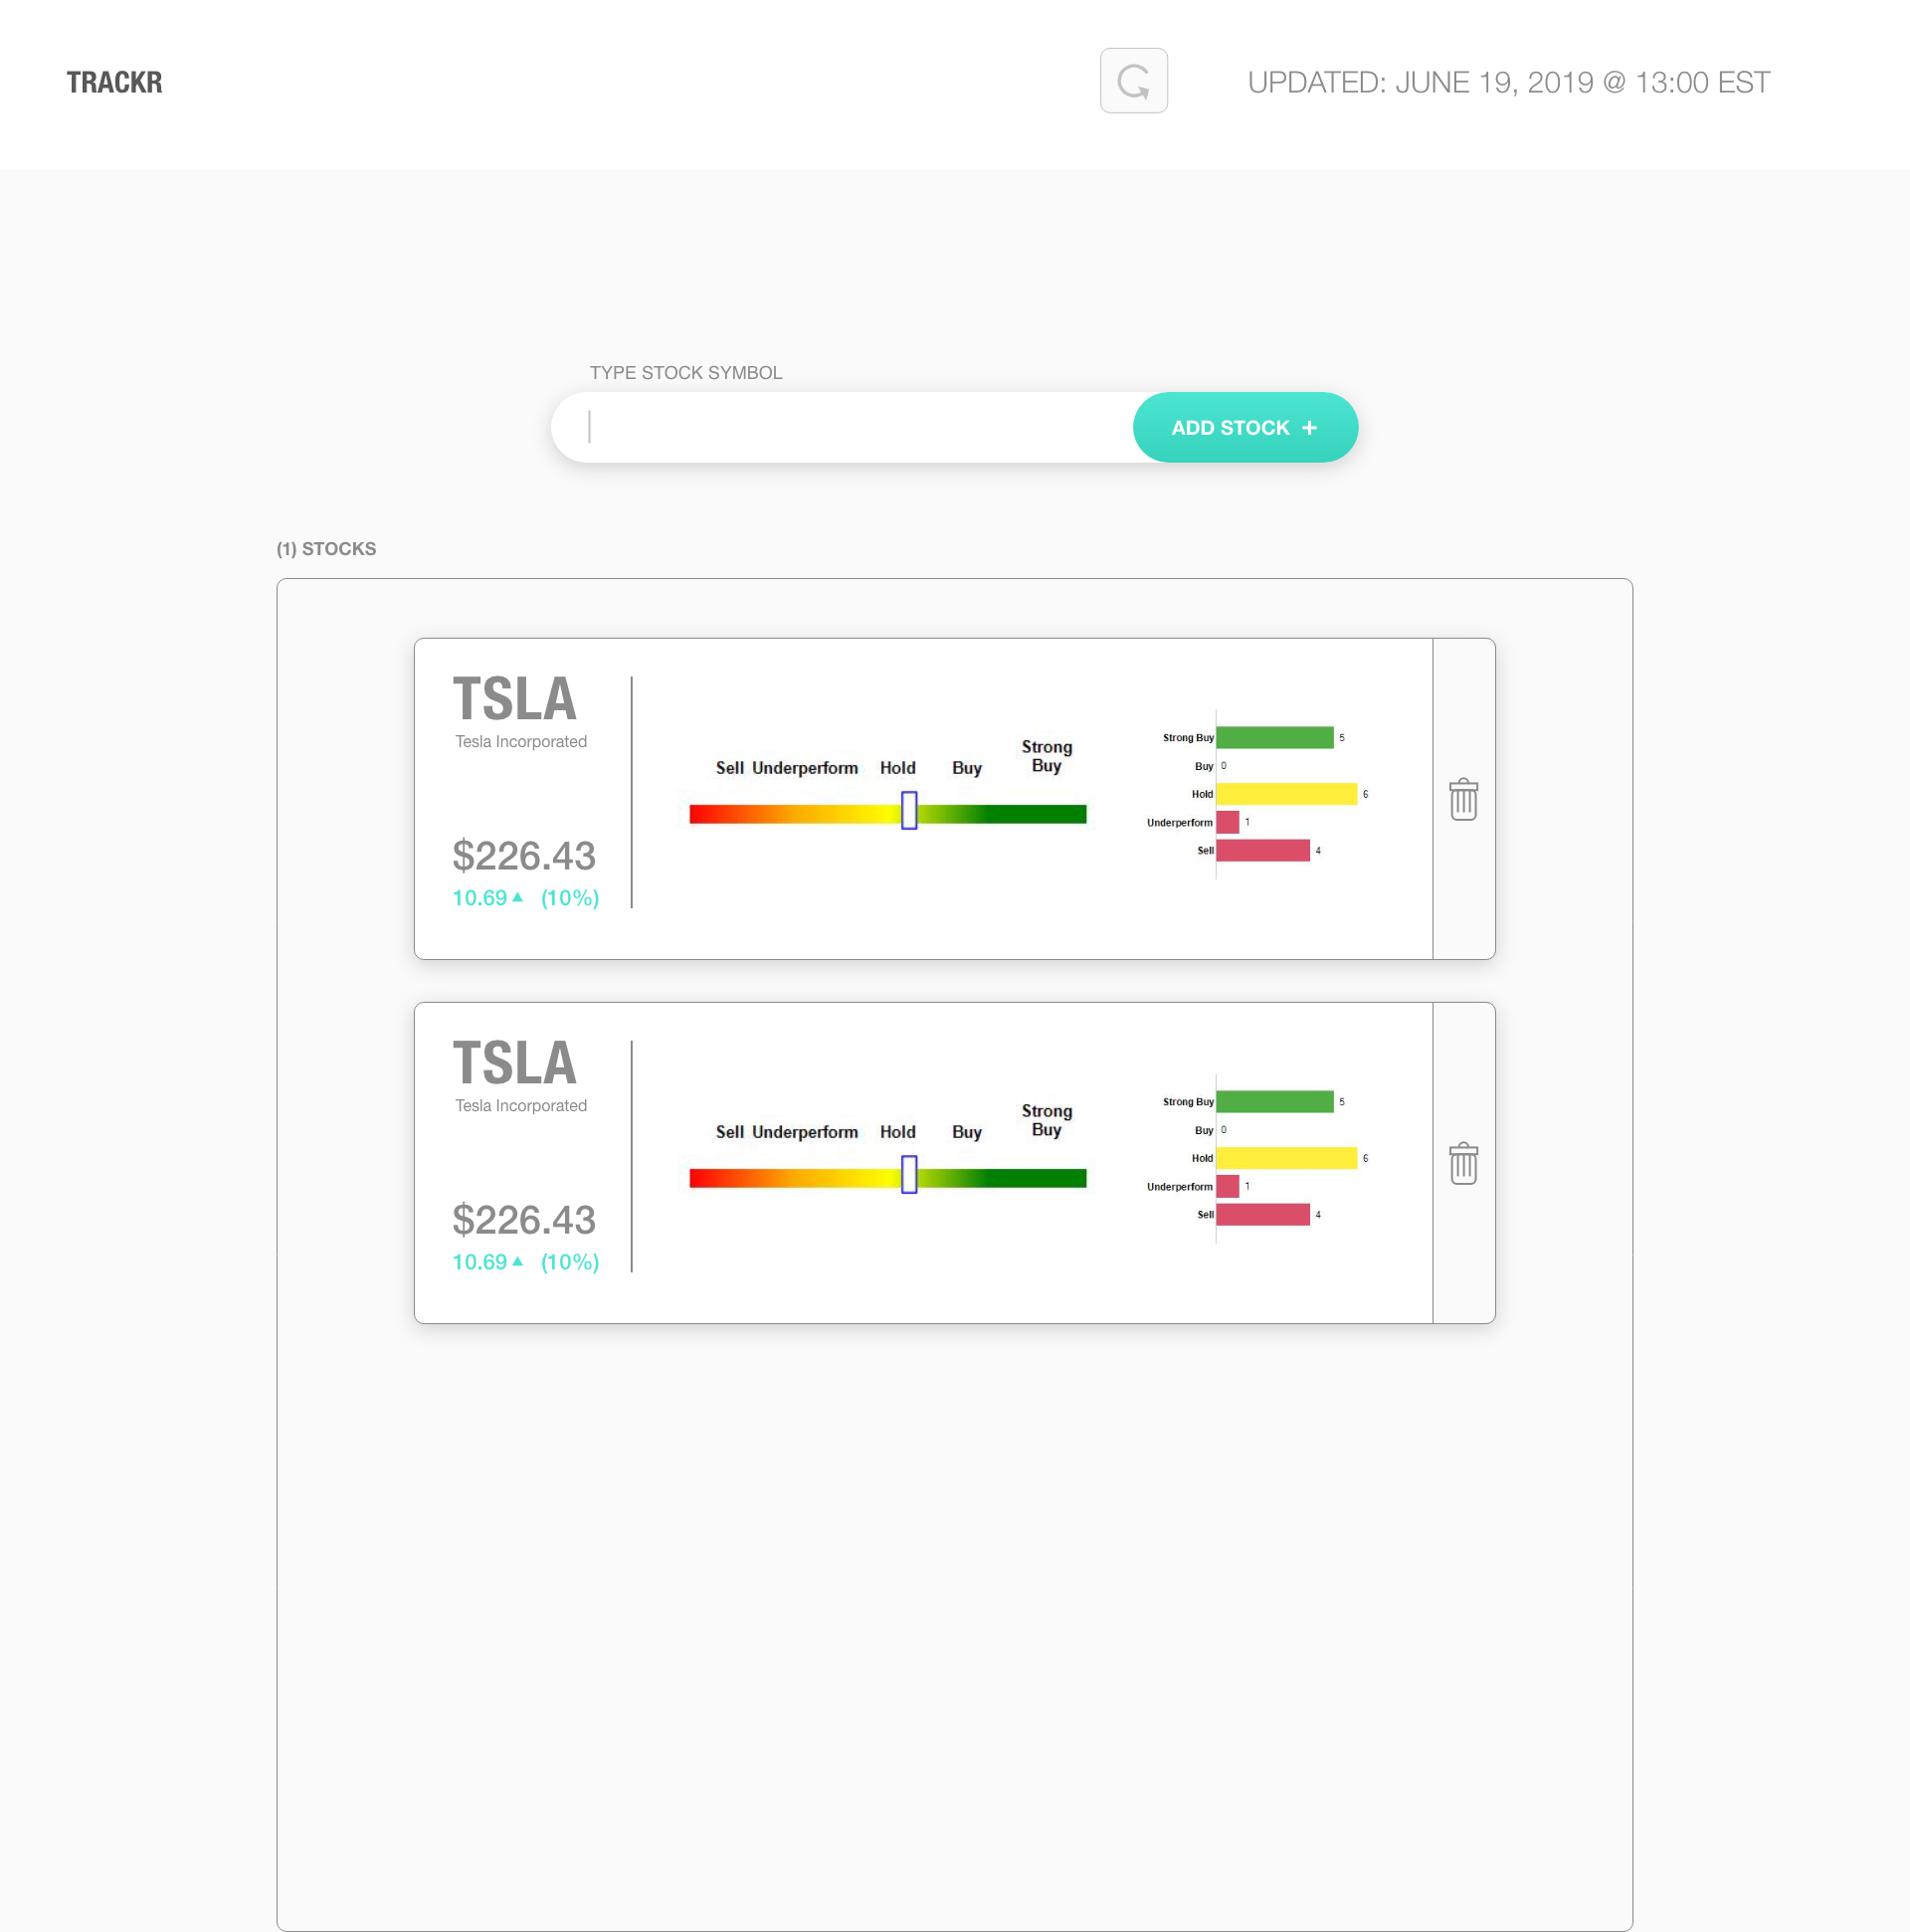 TRACKR
UPDATED: JUNE 19, 2019 @ 13:00 EST
TYPE STOCK SYMBOL
ADD STOCK +
(1) STOCKS
TSLA
Tesla Incorporated
$226.43
10.69▲ (10%)
Sell Underperform Hold Buy Strong
Buy
Strong Buy 5
Buy 0
Hold 6
Underperform 1
Sell 4
TSLA
Tesla Incorporated
$226.43
10.69▲ (10%)
Sell Underperform Hold Buy Strong
Buy
Strong Buy 5
Buy 0
Hold 6
Underperform 1
Sell 4